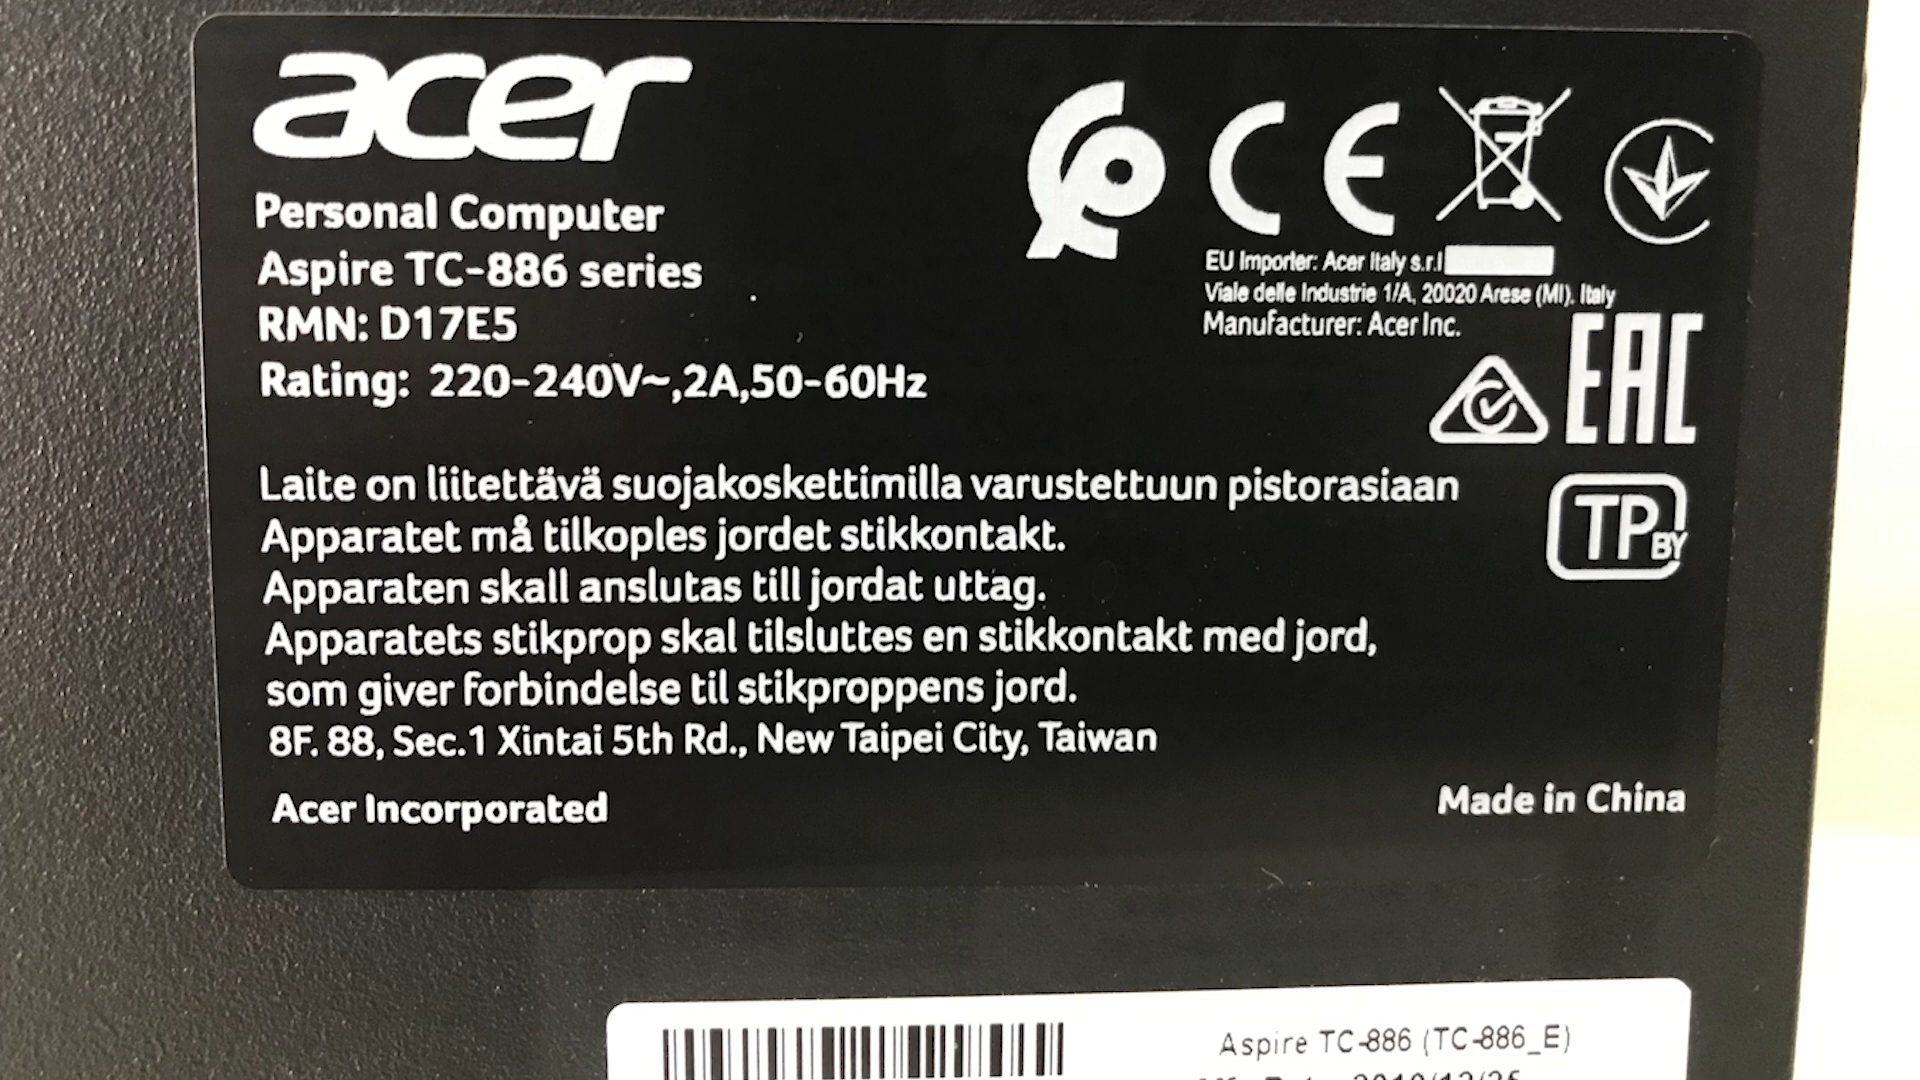 acer
Personal Computer
Aspire TC-886 series
RMN: D17E5
Rating: 220-240V~,2A,50-60Hz
CE
EU Importer: Acer Italy s.r.l
Viale delle Industrie 1/A, 20020 Arese (MI). Italy
Manufacturer: Acer Inc.
EAC
TP BY
Laite on liitettävä suojakoskettimilla varustettuun pistorasiaan
Apparatet må tilkoples jordet stikkontakt.
Apparaten skall anslutas till jordat uttag.
Apparatets stikprop skal tilsluttes en stikkontakt med jord,
som giver forbindelse til stikproppens jord.
8F. 88, Sec.1 Xintai 5th Rd., New Taipei City, Taiwan
Acer Incorporated
Made in China
Aspire TC-886 (TC-886_E)